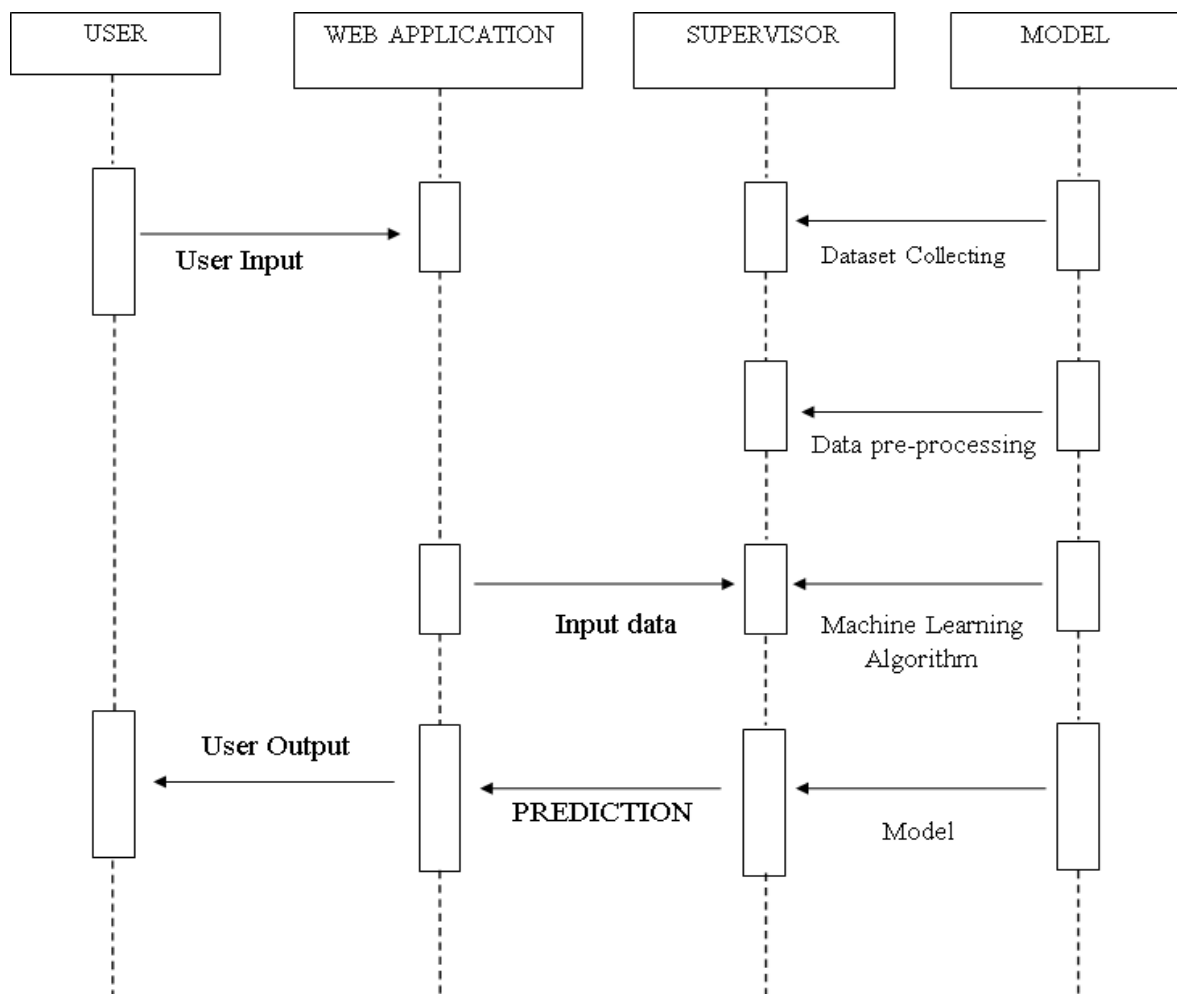 USER
WEB APPLICATION
SUPERVISOR
MODEL
User Input
Dataset Collecting
Data pre-processing
Input data
Machine Learning
Algorithm
User Output
PREDICTION
Model